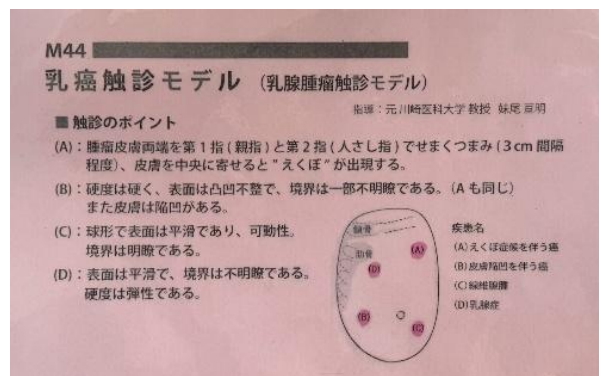 M44
乳癌触診モデル (乳腺腫瘤触診モデル)
指導：元川崎医科大学教授 妹尾亘明
■ 触診のポイント
(A)：腫瘤皮膚両端を第1指(親指)と第2指(人さし指)でせまくつまみ(3cm間隔
程度)、皮膚を中央に寄せると"えくぼ"が出現する。
(B)：硬度は硬く、表面は凸凹不整で、境界は一部不明瞭である。(Aも同じ)
また皮膚は陥凹がある。
(C)：球形で表面は平滑であり、可動性。
境界は明瞭である。
(D)：表面は平滑で、境界は不明瞭である。
硬度は弾性である。
鎖骨
肋骨
(A)
(D)
(B)
(C)
疾患名
(A)えくぼ症候を伴う癌
(B)皮膚陥凹を伴う癌
(C)線維腺腫
(D)乳腺症